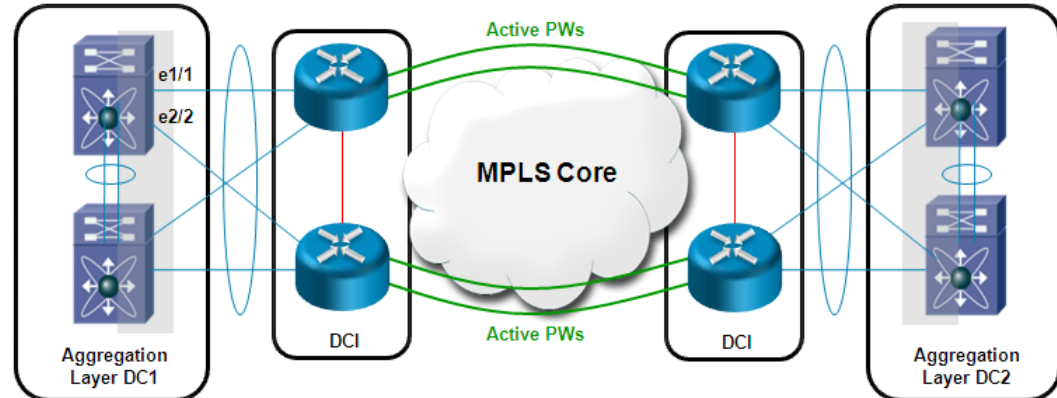 Active PWs
e1/1
e2/2
MPLS Core
Active PWs
DCI
DCI
Aggregation
Layer DC1
Aggregation
Layer DC2